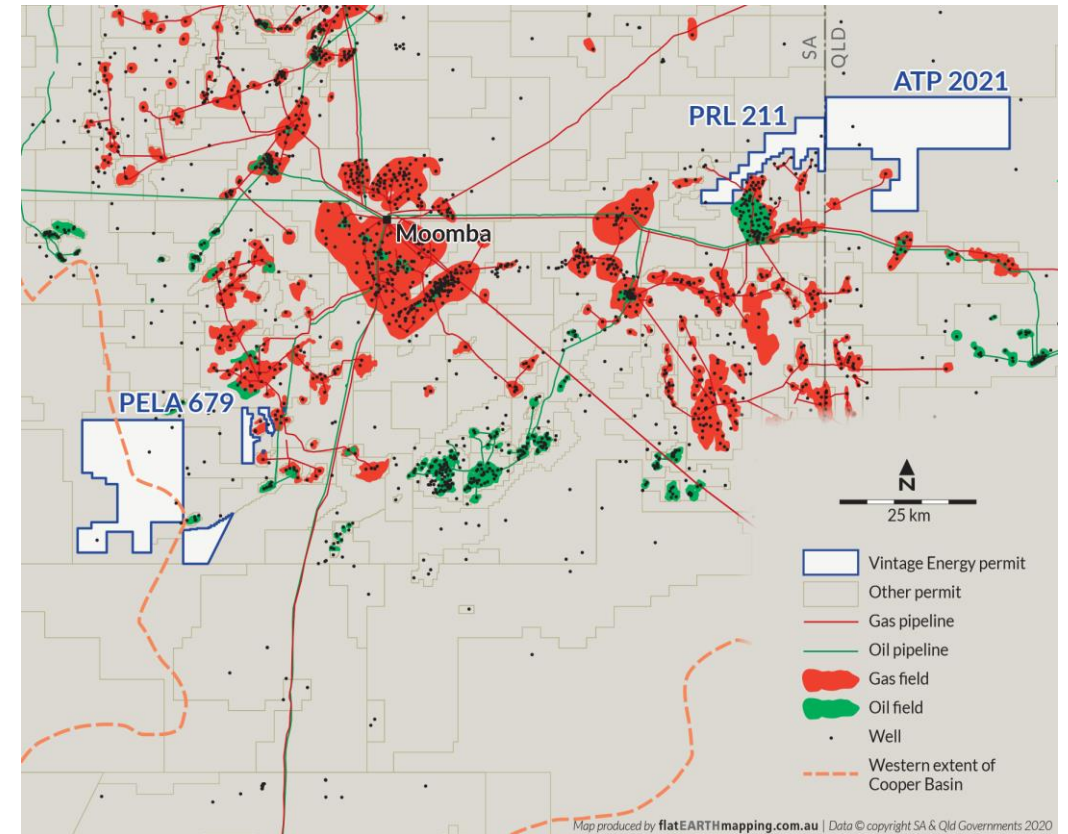 SA
QLD
ATP 2021
PRL 211
Moomba
PELA 679
N
25 km
Vintage Energy permit
Other permit
Gas pipeline
Oil pipeline
Gas field
Oil field
Well
Western extent of
Cooper Basin
Map produced by flatEARTHmapping.com.au | Data © copyright SA & Qld Governments 2020